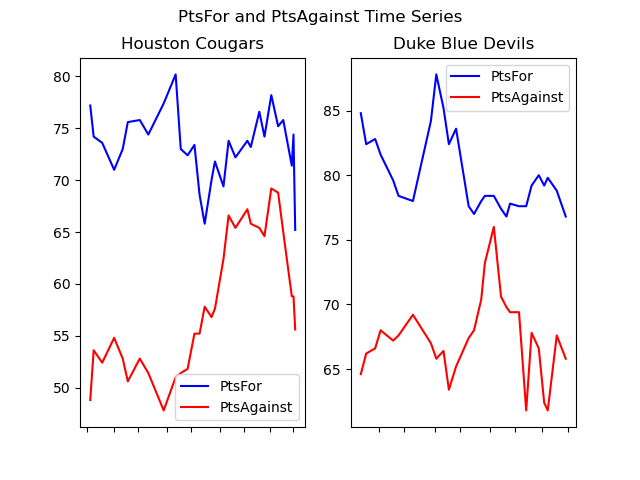 PtsFor and PtsAgainst Time Series
Houston Cougars
Duke Blue Devils
80
75
70
65
60
55
50
PtsFor
PtsAgainst
85
80
75
70
65
PtsFor
PtsAgainst